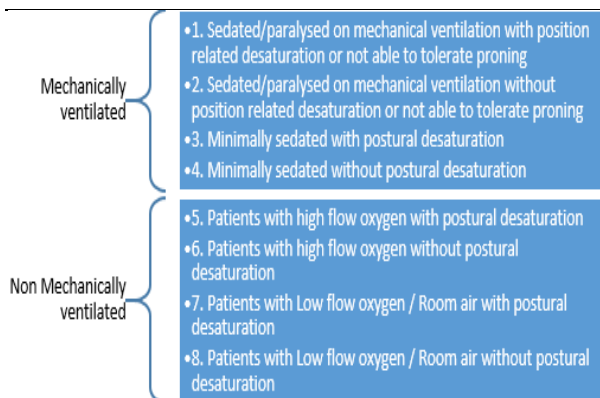 Mechanically
ventilated
•1. Sedated/paralysed on mechanical ventilation with position
related desaturation or not able to tolerate proning
•2. Sedated/paralysed on mechanical ventilation without
position related desaturation or not able to tolerate proning
•3. Minimally sedated with postural desaturation
•4. Minimally sedated without postural desaturation
Non Mechanically
ventilated
•5. Patients with high flow oxygen with postural desaturation
•6. Patients with high flow oxygen without postural
desaturation
•7. Patients with Low flow oxygen / Room air with postural
desaturation
•8. Patients with Low flow oxygen / Room air without postural
desaturation